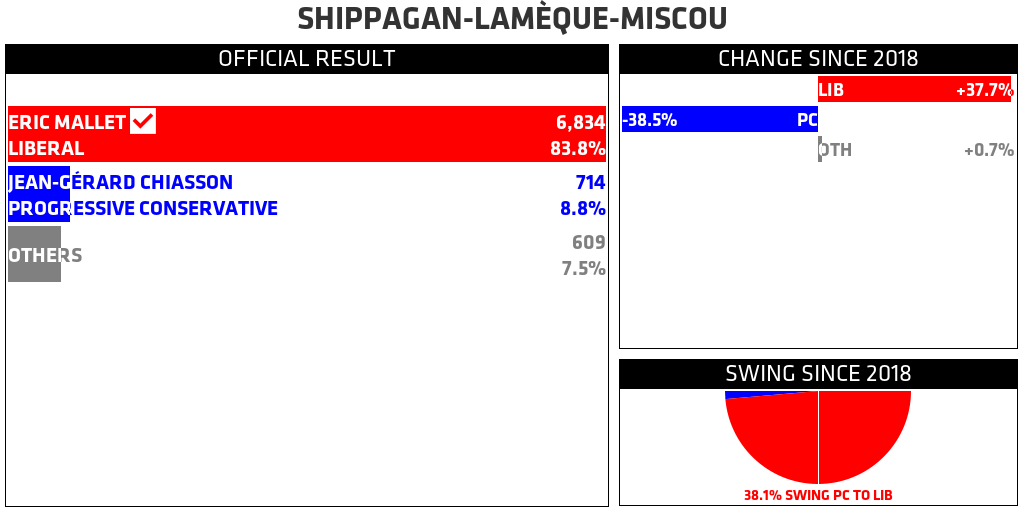 SHIPPAGAN-LAMÈQUE-MISCOU
OFFICIAL RESULT
ERIC MALLET 6,834
LIBERAL 83.8%
JEAN-GÉRARD CHIASSON 714
PROGRESSIVE CONSERVATIVE 8.8%
OTHERS 609
7.5%
CHANGE SINCE 2018
LIB +37.7%
-38.5% PC
OTH +0.7%
SWING SINCE 2018
38.1% SWING PC TO LIB